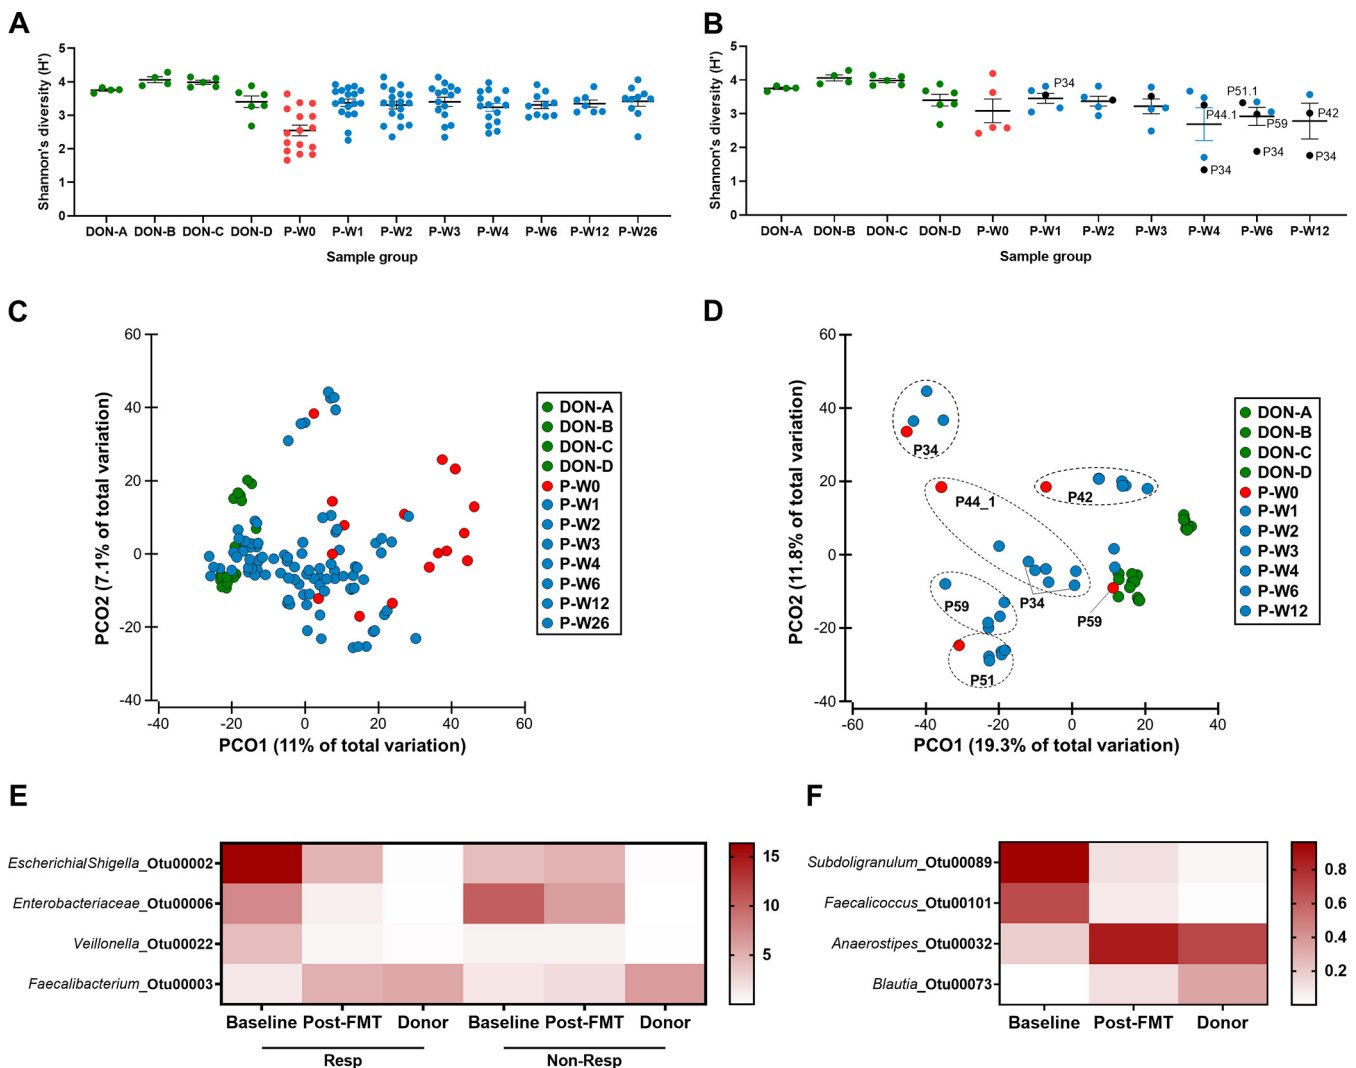 A
Shannon's diversity (H')
5
4
3
2
1
0
DON-A DON-B DON-C DON-D P-W0 P-W1 P-W2 P-W3 P-W4 P-W6 P-W12 P-W26
Sample group
B
Shannon's diversity (H')
5
4
3
2
1
0
P34
P44.1
P34
P51.1
P59
P34
P42
P34
DON-A DON-B DON-C DON-D P-W0 P-W1 P-W2 P-W3 P-W4 P-W6 P-W12
Sample group
C
PCO2 (7.1% of total variation)
60
40
20
0
-20
-40
-40 -20 0 20 40 60
PCO1 (11% of total variation)
DON-A
DON-B
DON-C
DON-D
P-W0
P-W1
P-W2
P-W3
P-W4
P-W6
P-W12
P-W26
D
PCO2 (11.8% of total variation)
60
40
20
0
-20
-40
P34
P44_1
P42
P59
P34
P59
P51
-60 -40 -20 0 20 40
PCO1 (19.3% of total variation)
DON-A
DON-B
DON-C
DON-D
P-W0
P-W1
P-W2
P-W3
P-W4
P-W6
P-W12
E
Escherichia/Shigella_Otu00002
Enterobacteriaceae_Otu00006
Veillonella_Otu00022
Faecalibacterium_Otu00003
Baseline Post-FMT Donor Baseline Post-FMT Donor
Resp Non-Resp
15
10
5
F
Subdoligranulum_Otu00089
Faecalicoccus_Otu00101
Anaerostipes_Otu00032
Blautia_Otu00073
Baseline Post-FMT Donor
0.8
0.6
0.4
0.2